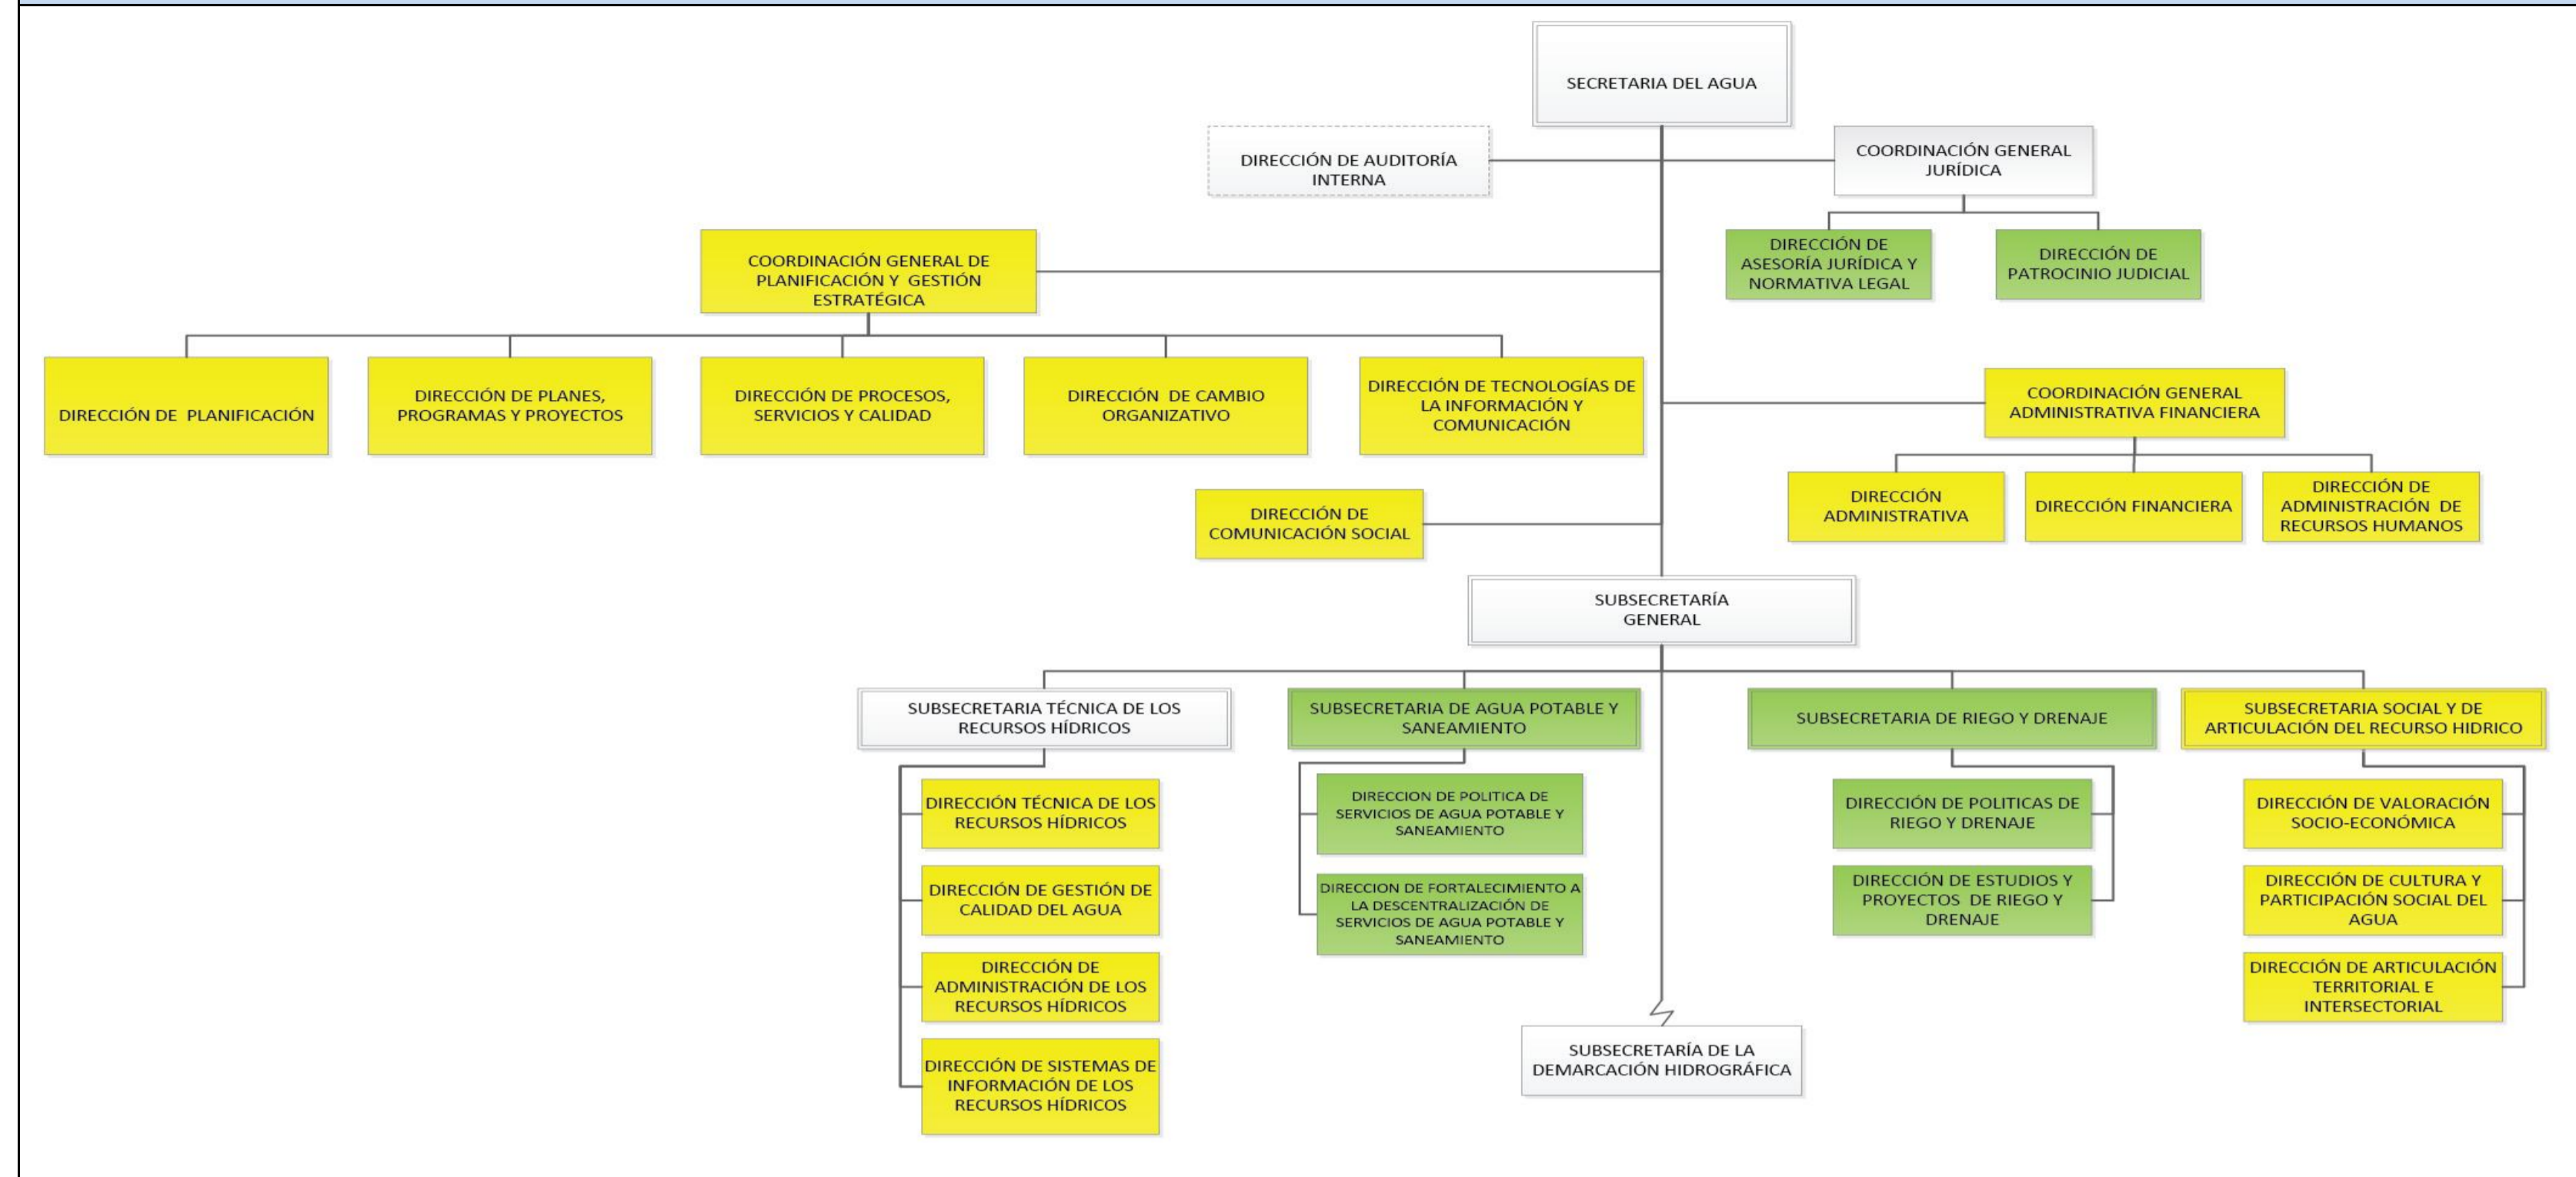 SECRETARIA DEL AGUA
DIRECCIÓN DE AUDITORÍA
INTERNA
COORDINACIÓN GENERAL
JURÍDICA
DIRECCIÓN DE
ASESORÍA JURÍDICA Y
NORMATIVA LEGAL
DIRECCIÓN DE
PATROCINIO JUDICIAL
COORDINACIÓN GENERAL DE
PLANIFICACIÓN Y GESTIÓN
ESTRATÉGICA
DIRECCIÓN DE PLANIFICACIÓN
DIRECCIÓN DE PLANES,
PROGRAMAS Y PROYECTOS
DIRECCIÓN DE PROCESOS,
SERVICIOS Y CALIDAD
DIRECCIÓN DE CAMBIO
ORGANIZATIVO
DIRECCIÓN DE TECNOLOGÍAS DE
LA INFORMACIÓN Y
COMUNICACIÓN
COORDINACIÓN GENERAL
ADMINISTRATIVA FINANCIERA
DIRECCIÓN
ADMINISTRATIVA
DIRECCIÓN FINANCIERA
DIRECCIÓN DE
ADMINISTRACIÓN DE
RECURSOS HUMANOS
DIRECCIÓN DE
COMUNICACIÓN SOCIAL
SUBSECRETARÍA
GENERAL
SUBSECRETARIA TÉCNICA DE LOS
RECURSOS HÍDRICOS
DIRECCIÓN TÉCNICA DE LOS
RECURSOS HÍDRICOS
DIRECCIÓN DE GESTIÓN DE
CALIDAD DEL AGUA
DIRECCIÓN DE
ADMINISTRACIÓN DE LOS
RECURSOS HÍDRICOS
DIRECCIÓN DE SISTEMAS DE
INFORMACIÓN DE LOS
RECURSOS HÍDRICOS
SUBSECRETARIA DE AGUA POTABLE Y
SANEAMIENTO
DIRECCION DE POLITICA DE
SERVICIOS DE AGUA POTABLE Y
SANEAMIENTO
DIRECCION DE FORTALECIMIENTO A
LA DESCENTRALIZACIÓN DE
SERVICIOS DE AGUA POTABLE Y
SANEAMIENTO
SUBSECRETARIA DE RIEGO Y DRENAJE
DIRECCIÓN DE POLITICAS DE
RIEGO Y DRENAJE
DIRECCIÓN DE ESTUDIOS Y
PROYECTOS DE RIEGO Y
DRENAJE
SUBSECRETARIA SOCIAL Y DE
ARTICULACIÓN DEL RECURSO HIDRICO
DIRECCIÓN DE VALORACIÓN
SOCIO-ECONÓMICA
DIRECCIÓN DE CULTURA Y
PARTICIPACIÓN SOCIAL DEL
AGUA
DIRECCIÓN DE ARTICULACIÓN
TERRITORIAL E
INTERSECTORIAL
SUBSECRETARÍA DE LA
DEMARCACIÓN HIDROGRÁFICA